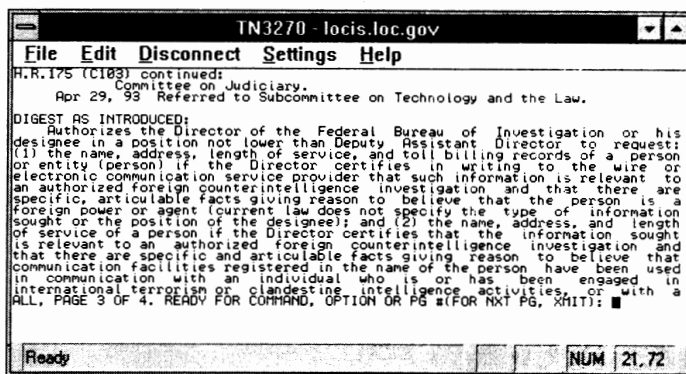 TN3270 - locis.loc.gov
File Edit Disconnect Settings Help
H.R.175 (C103) continued:
Committee on Judiciary.
Apr 29, 93 Referred to Subcommittee on Technology and the Law.
DIGEST AS INTRODUCED:
Authorizes the Director of the Federal Bureau of Investigation or his
designee in a position not lower than Deputy Assistant Director to request:
(1) the name, address, length of service, and toll billing records of a person
or entity (person) if the Director certifies in writing to the wire or
electronic communication service provider that such information is relevant to
an authorized foreign counterintelligence investigation and that there are
specific, articulable facts giving reason to believe that the person is a
foreign power or agent (current law does not specify the type of information
sought or the position of the designee); and (2) the name, address, and length
of service of a person if the Director certifies that the information sought
is relevant to an authorized foreign counterintelligence investigation and
that there are specific and articulable facts giving reason to believe that
communication facilities registered in the name of the person have been used
in communication with an individual who is or has been engaged in
international terrorism or clandestine intelligence activities, or with a
ALL, PAGE 3 OF 4. READY FOR COMMAND, OPTION OR PG #(FOR NXT PG, XMIT):
Ready NUM 21,72